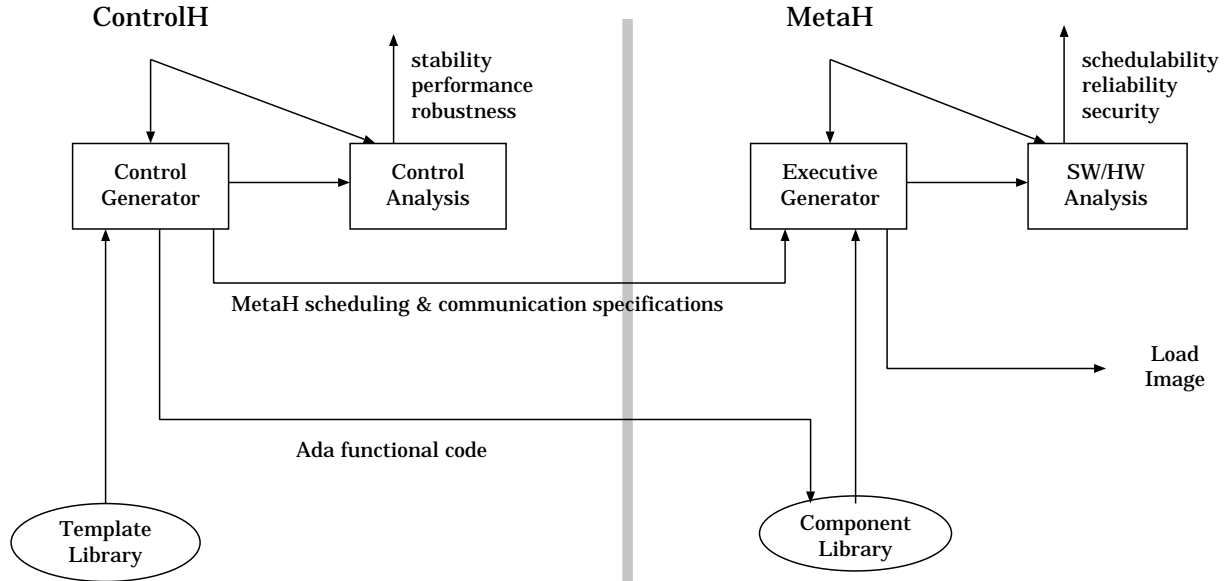 ControlH
MetaH
stability
performance
robustness
schedulability
reliability
security
Control
Generator
Control
Analysis
Executive
Generator
SW/HW
Analysis
MetaH scheduling & communication specifications
Load
Image
Ada functional code
Template
Library
Component
Library